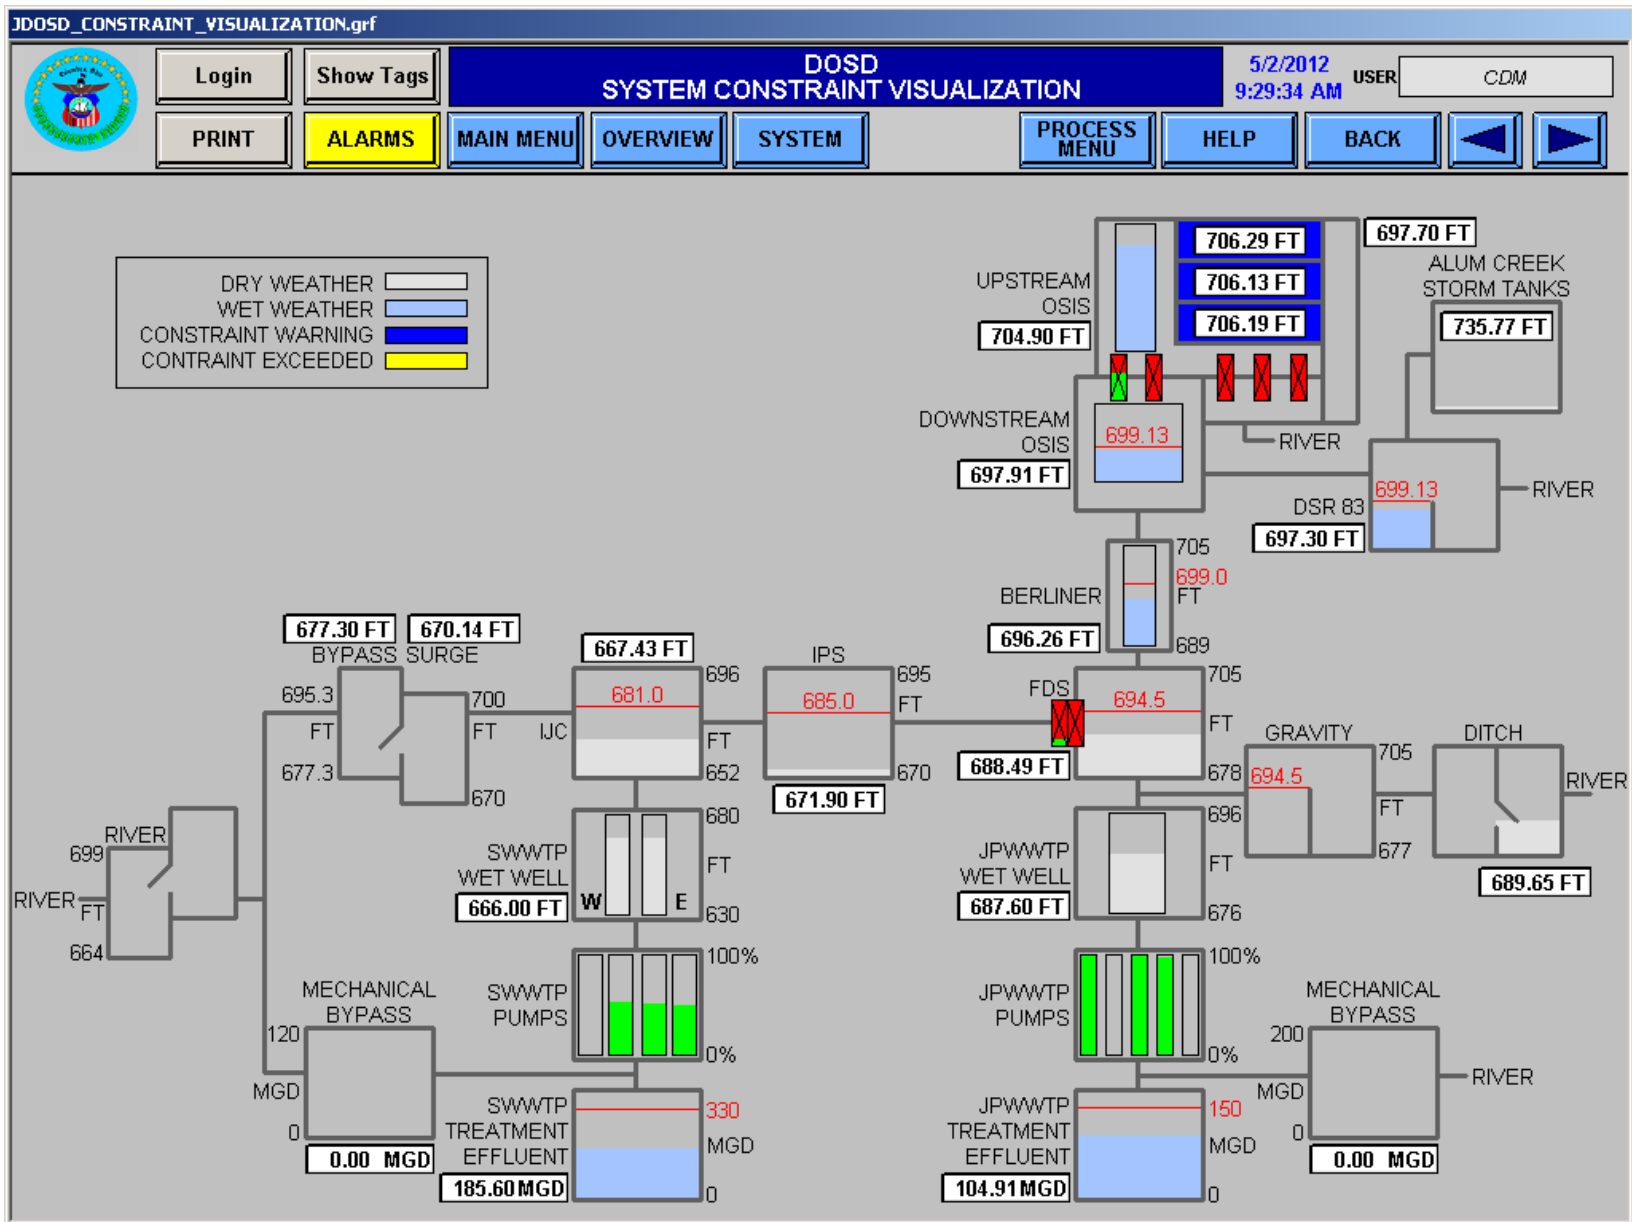 JDOSD_CONSTRAINT_VISUALIZATION.grf
Login
Show Tags
DOSD
SYSTEM CONSTRAINT VISUALIZATION
5/2/2012
9:29:34 AM
USER
CDM
PRINT
ALARMS
MAIN MENU
OVERVIEW
SYSTEM
PROCESS
MENU
HELP
BACK
DRY WEATHER
WET WEATHER
CONSTRAINT WARNING
CONTRAINT EXCEEDED
UPSTREAM
OSIS
704.90 FT
706.29 FT
706.13 FT
706.19 FT
697.70 FT
ALUM CREEK
STORM TANKS
735.77 FT
DOWNSTREAM
OSIS
697.91 FT
699.13
RIVER
699.13
DSR 83
697.30 FT
RIVER
BERLINER
696.26 FT
705
699.0
FT
689
677.30 FT
670.14 FT
BYPASS SURGE
695.3
FT
677.3
700
FT
670
667.43 FT
IJC
681.0
696
FT
652
IPS
685.0
695
FT
670
671.90 FT
FDS
688.49 FT
694.5
705
FT
678
GRAVITY
694.5
705
FT
677
DITCH
RIVER
689.65 FT
RIVER
699
RIVER
FT
664
SWWTP
WET WELL
666.00 FT
W
E
680
FT
630
JPWWTP
WET WELL
687.60 FT
696
FT
676
SWWTP
PUMPS
100%
0%
JPWWTP
PUMPS
100%
0%
MECHANICAL
BYPASS
120
MGD
0
0.00 MGD
SWWTP
TREATMENT
EFFLUENT
185.60MGD
330
MGD
0
JPWWTP
TREATMENT
EFFLUENT
104.91MGD
150
MGD
0
MECHANICAL
BYPASS
200
MGD
0
RIVER
0.00 MGD